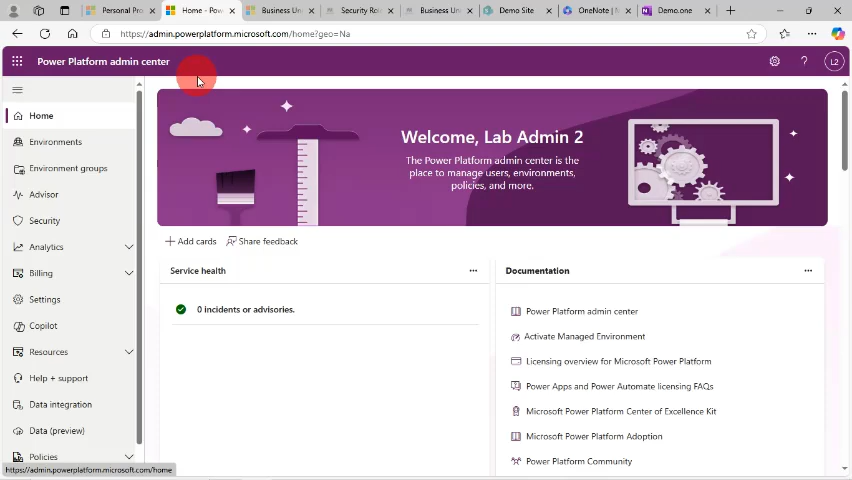 Personal Pro
Home - Pow
Business Uni
Security Ro
Business Uni
Demo Site
OneNote | M
Demo.one
https://admin.powerplatform.microsoft.com/home?geo=Na
Power Platform admin center
L2
Home
Environments
Environment groups
Advisor
Security
Analytics
Billing
Settings
Copilot
Resources
Help + support
Data integration
Data (preview)
Policies
https://admin.powerplatform.microsoft.com/home
Welcome, Lab Admin 2
The Power Platform admin center is the
place to manage users, environments,
policies, and more.
Add cards
Share feedback
Service health
0 incidents or advisories.
Documentation
Power Platform admin center
Activate Managed Environment
Licensing overview for Microsoft Power Platform
Power Apps and Power Automate licensing FAQs
Microsoft Power Platform Center of Excellence Kit
Microsoft Power Platform Adoption
Power Platform Community